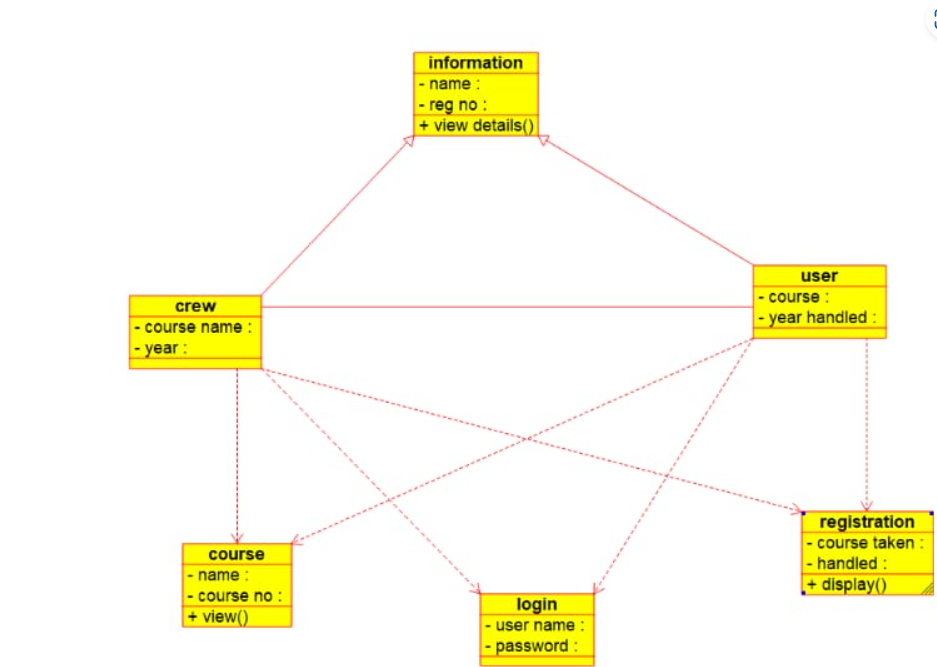 information
- name :
- reg no :
+ view details()
user
- course :
- year handled :
crew
- course name :
- year :
registration
- course taken :
- handled :
+ display()
course
- name :
- course no :
+ view()
login
- user name :
- password :